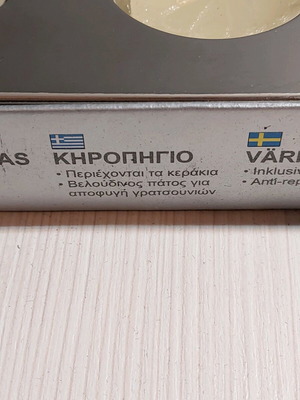 AS ΚΗΡΟΠΗΓΙΟ VÄR
• Περιέχονται τα κεράκια • Inklusiv
• Βελούδινος πάτος για • Anti-rep
αποφυγή γρατσουνιών